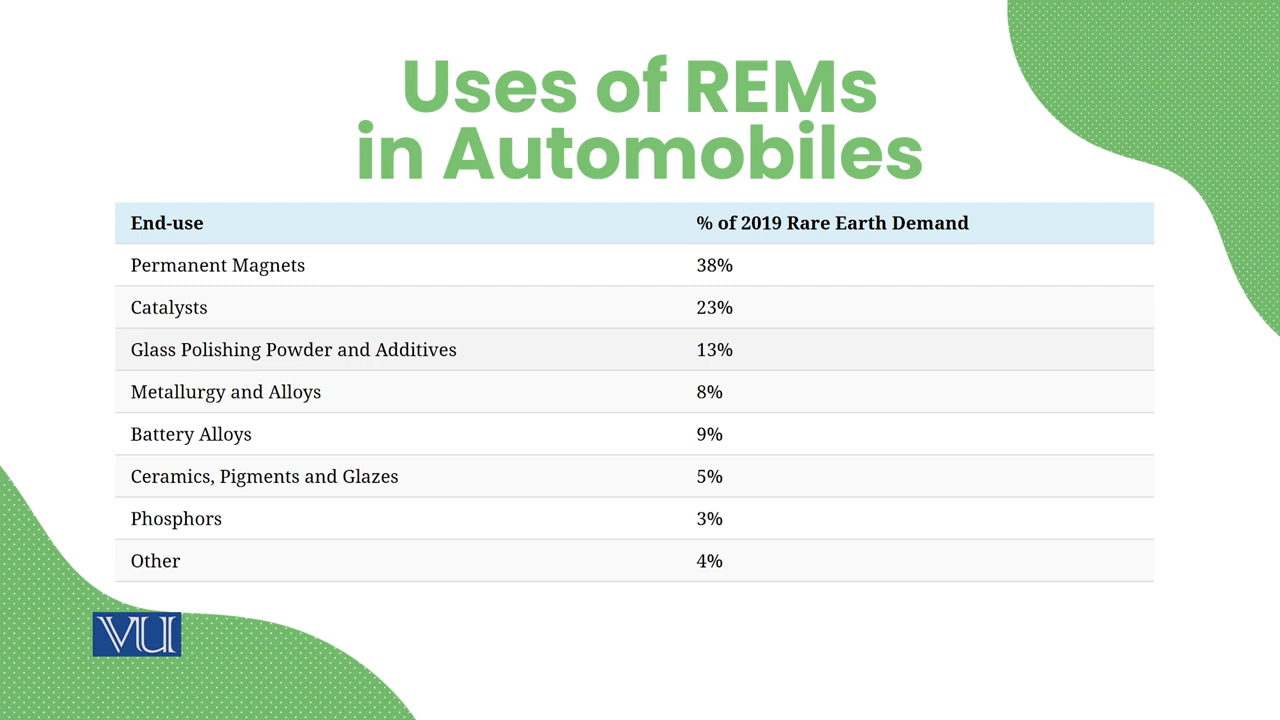 Uses of REMs
in Automobiles
End-use % of 2019 Rare Earth Demand
Permanent Magnets 38%
Catalysts 23%
Glass Polishing Powder and Additives 13%
Metallurgy and Alloys 8%
Battery Alloys 9%
Ceramics, Pigments and Glazes 5%
Phosphors 3%
Other 4%
VU